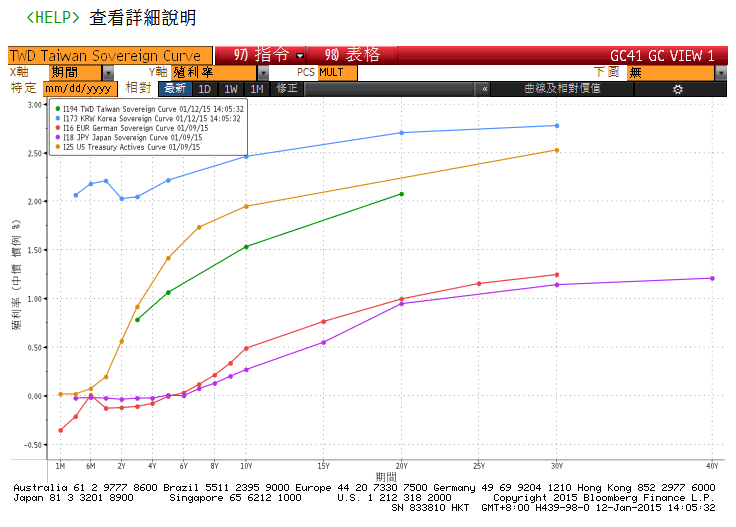 <HELP> 查看詳細說明
TWD Taiwan Sovereign Curve 97) 指令 98) 表格 GC41 GC VIEW 1
X軸 期間 Y軸 殖利率 PCS MULT 下圖 無
特定 mm/dd/yyyy 相對 最新 1D 1W 1M 修正 « 曲線及相對價值
I94 TWD Taiwan Sovereign Curve 01/12/15 14:05:32
I173 KRW Korea Sovereign Curve 01/12/15 14:05:32
I16 EUR German Sovereign Curve 01/09/15
I18 JPY Japan Sovereign Curve 01/09/15
I25 US Treasury Actives Curve 01/09/15
3.00
2.50
2.00
1.50
1.00
0.50
0.00
-0.50
殖利率 (中價 慣例 %)
1M 6M 2Y 4Y 6Y 8Y 10Y 15Y 20Y 25Y 30Y 40Y
期間
Australia 61 2 9777 8600 Brazil 5511 2395 9000 Europe 44 20 7330 7500 Germany 49 69 9204 1210 Hong Kong 852 2977 6000
Japan 81 3 3201 8900 Singapore 65 6212 1000 U.S. 1 212 318 2000 Copyright 2015 Bloomberg Finance L.P.
SN 833810 HKT GMT+8:00 H439-98-0 12-Jan-2015 14:05:32